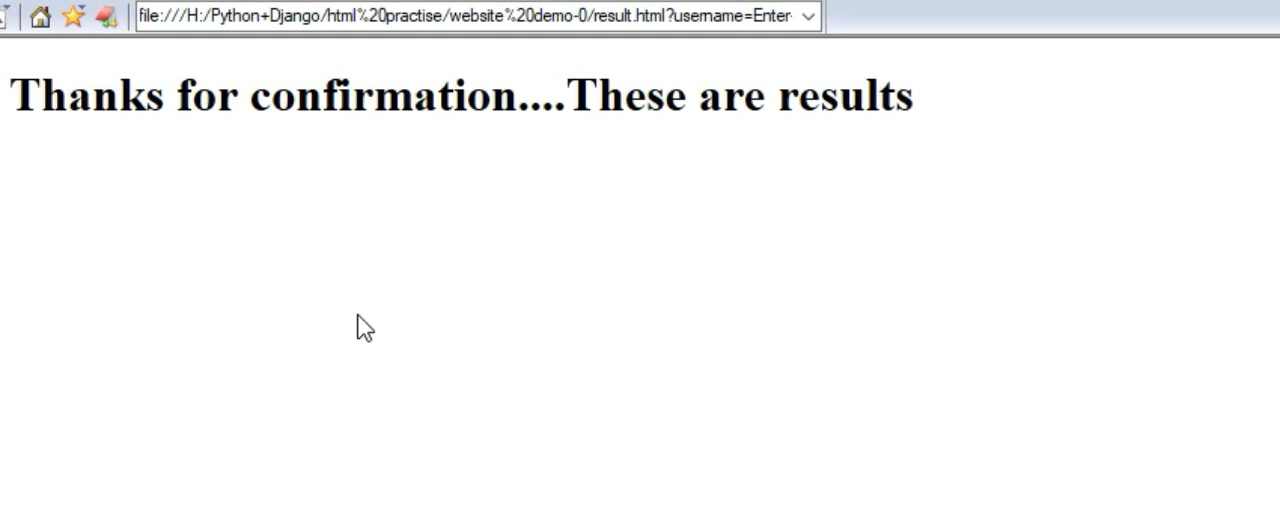 file:///H:/Python+Django/html%20practise/website%20demo-0/result.html?username=Enter-
Thanks for confirmation....These are results